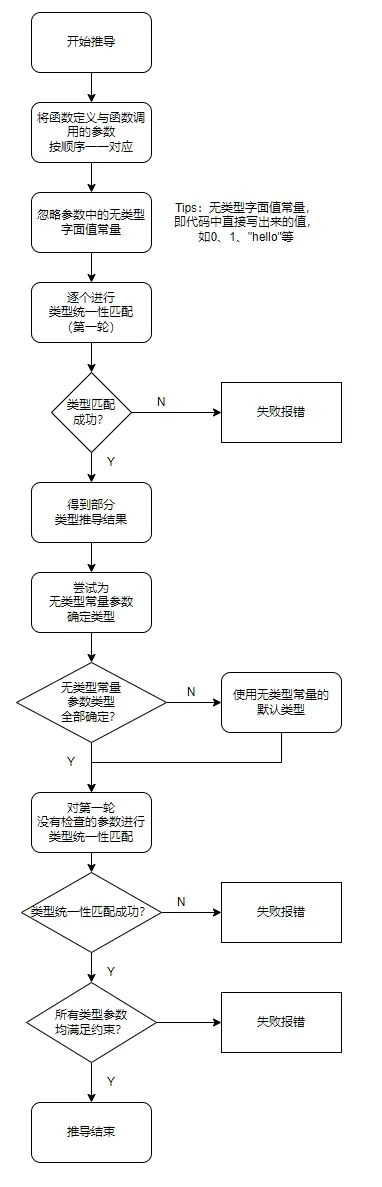 开始推导
将函数定义与函数调
用的参数
按顺序一一对应
忽略参数中的无类型
字面值常量
Tips：无类型字面值常量，
即代码中直接写出来的值，
如0、1、"hello"等
逐个进行
类型统一性匹配
（第一轮）
类型匹配
成功？
N
失败报错
Y
得到部分
类型推导结果
尝试为
无类型常量参数
确定类型
无类型常量
参数类型
全部确定？
N
使用无类型常量的
默认类型
Y
对第一轮
没有检查的参数进行
类型统一性匹配
类型统一性匹配成功？
N
失败报错
Y
所有类型参数
均满足约束？
失败报错
Y
推导结束